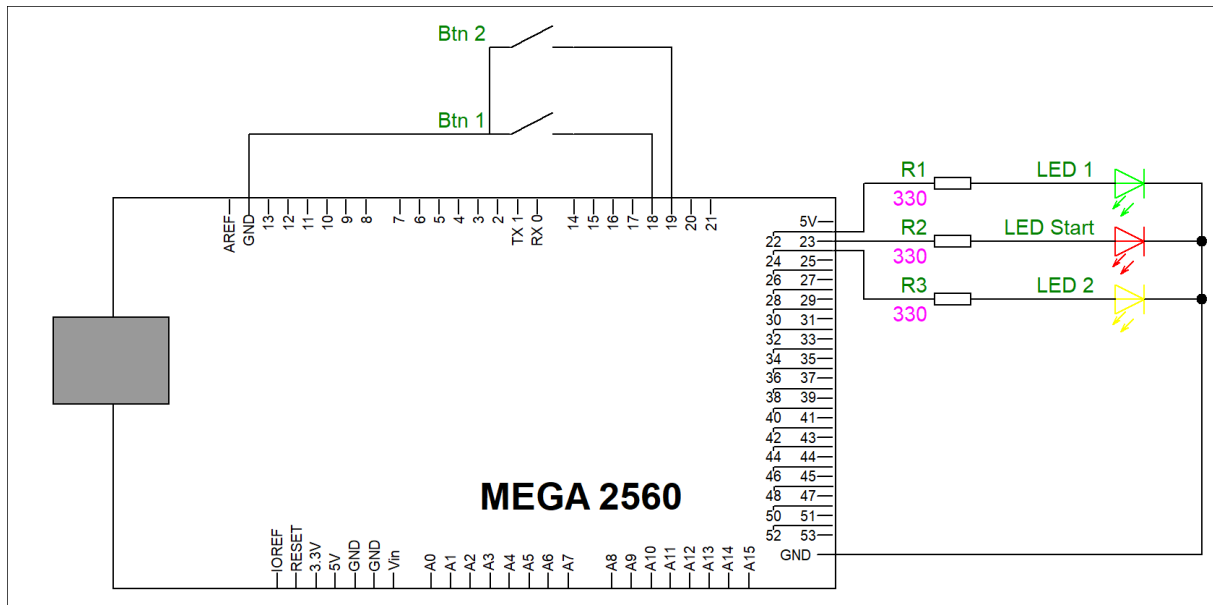 Btn 2
Btn 1
R1 LED 1
330
R2 LED Start
330
R3 LED 2
330
AREF GND 13 12 11 10 9 8 7 6 5 4 3 2 TX 1 RX 0 14 15 16 17 18 19 20 21
5V
22 23
24 25
26 27
28 29
30 31
32 33
34 35
36 37
38 39
40 41
42 43
44 44
46 45
48 47
50 51
52 53
GND
MEGA 2560
IOREF RESET 3.3V 5V GND GND Vin A0 A1 A2 A3 A4 A5 A6 A7 A8 A9 A10 A11 A12 A13 A14 A15